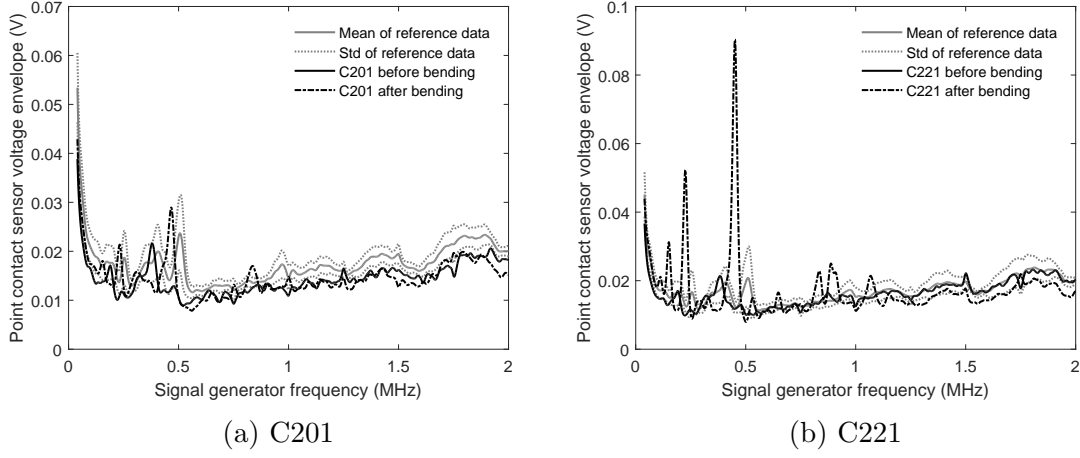 0.07
0.06
0.05
0.04
0.03
0.02
0.01
0
Point contact sensor voltage envelope (V)
Mean of reference data
Std of reference data
C201 before bending
C201 after bending
0 0.5 1 1.5 2
Signal generator frequency (MHz)
(a) C201
0.1
0.08
0.06
0.04
0.02
0
Point contact sensor voltage envelope (V)
Mean of reference data
Std of reference data
C221 before bending
C221 after bending
0 0.5 1 1.5 2
Signal generator frequency (MHz)
(b) C221